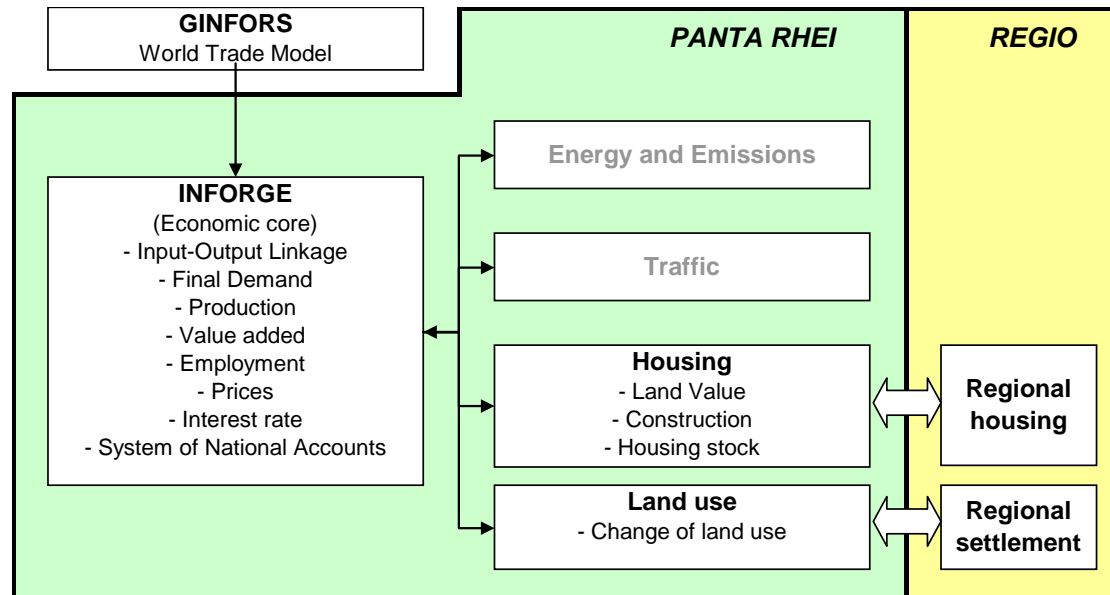 GINFORS
World Trade Model
PANTA RHEI
REGIO
INFORGE
(Economic core)
- Input-Output Linkage
- Final Demand
- Production
- Value added
- Employment
- Prices
- Interest rate
- System of National Accounts
Energy and Emissions
Traffic
Housing
- Land Value
- Construction
- Housing stock
Land use
- Change of land use
Regional
housing
Regional
settlement